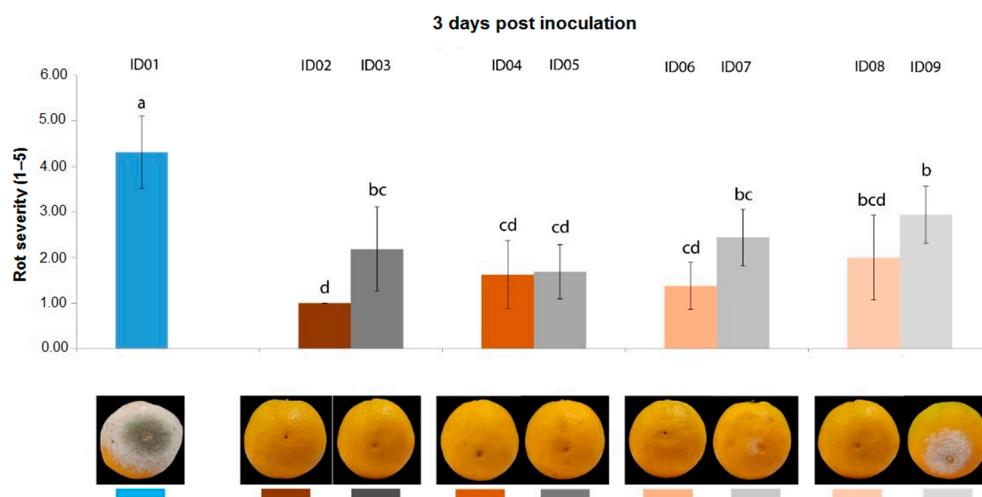 3 days post inoculation
ID01 ID02 ID03 ID04 ID05 ID06 ID07 ID08 ID09
Rot severity (1–5)
6.00
5.00
4.00
3.00
2.00
1.00
0.00
a
d
bc
cd
cd
cd
bc
bcd
b